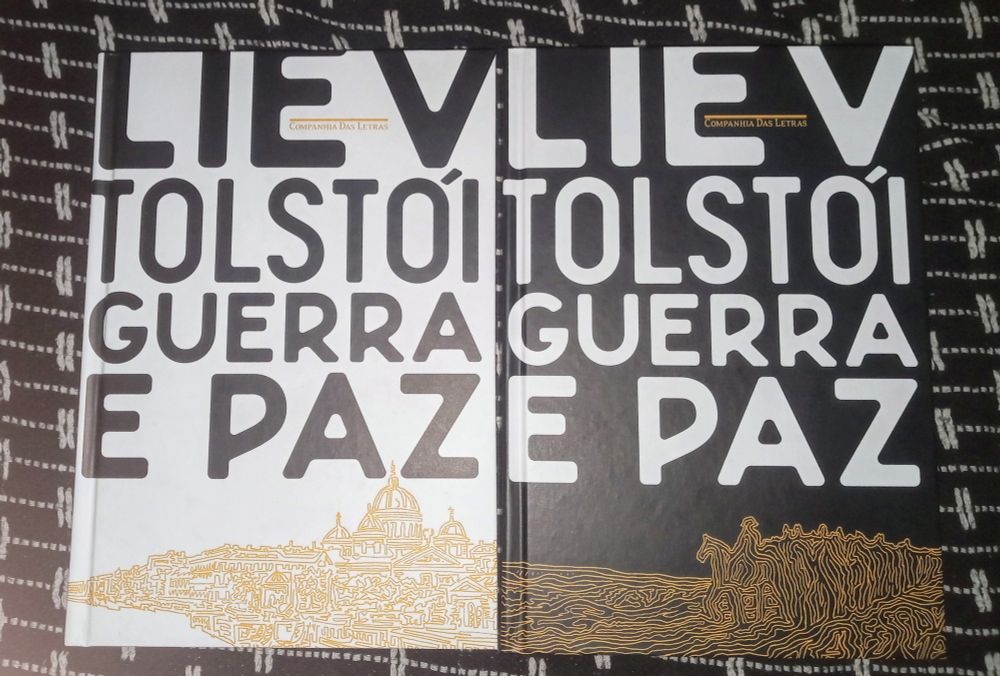 LIEV
COMPANHIA DAS LETRAS
TOLSTÓI
GUERRA
E PAZ
LIEV
COMPANHIA DAS LETRAS
TOLSTÓI
GUERRA
E PAZ